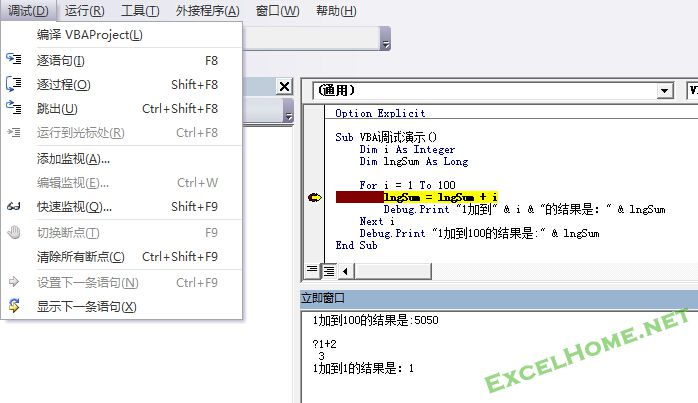 调试(D) 运行(R) 工具(T) 外接程序(A) 窗口(W) 帮助(H)
编译 VBAProject(L)
逐语句(I) F8
逐过程(O) Shift+F8
跳出(U) Ctrl+Shift+F8
运行到光标处(R) Ctrl+F8
添加监视(A)...
编辑监视(E)... Ctrl+W
快速监视(Q)... Shift+F9
切换断点(T) F9
清除所有断点(C) Ctrl+Shift+F9
设置下一条语句(N) Ctrl+F9
显示下一条语句(X)
(通用)
Option Explicit
Sub VBA调试演示()
Dim i As Integer
Dim lngSum As Long
For i = 1 To 100
lngSum = lngSum + i
Debug.Print "1加到" & i & "的结果是：" & lngSum
Next i
Debug.Print "1加到100的结果是:" & lngSum
End Sub
立即窗口
1加到100的结果是:5050
?1+2
3
1加到1的结果是：1
ExcelHome.net